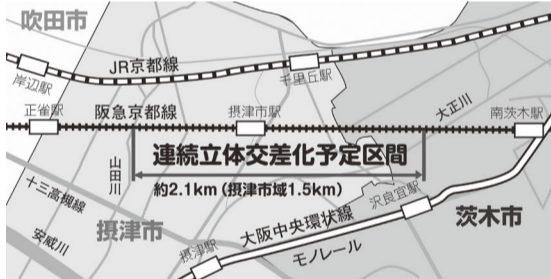 吹田市
JR京都線
岸辺駅
千里丘駅
正雀駅
阪急京都線
摂津市駅
大正川
南茨木駅
山田川
連続立体交差化予定区間
約2.1km(摂津市域1.5km)
十三高槻線
沢良宜駅
安威川
摂津市
摂津駅
大阪中央環状線
モノレール
茨木市